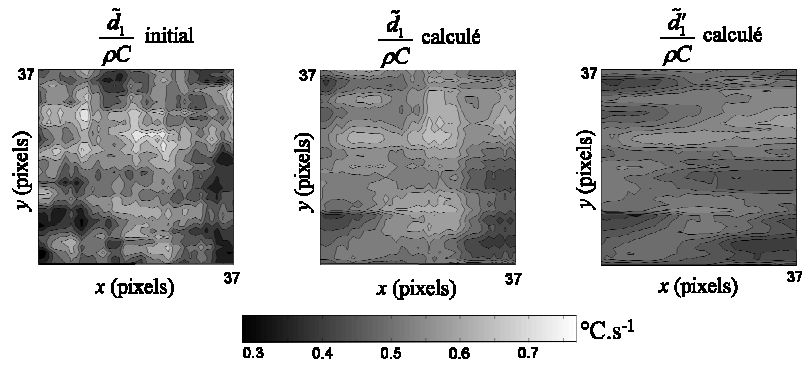 d̃₁/ρC initial
37
y (pixels)
x (pixels)
37
d̃₁/ρC calculé
37
y (pixels)
x (pixels)
37
d̃₁′/ρC calculé
37
y (pixels)
x (pixels)
37
0.3 0.4 0.5 0.6 0.7
°C.s⁻¹